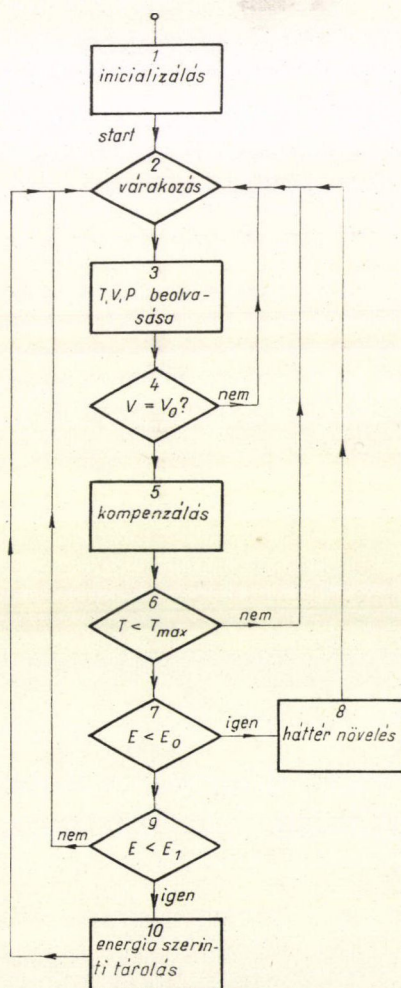 1
inicializálás
start
2
várakozás
3
T,V,P beolva-
sása
4
V = V₀?
nem
5
kompenzálás
6
T < Tmax
nem
7
E < E₀
igen
8
háttér növelés
9
E < E₁
nem
igen
10
energia szerin-
ti tárolás